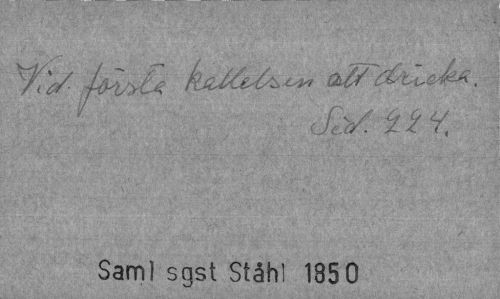 Vid. första kallelsen att dricka.
Sid. 224.
Saml sgst Ståhl 1850